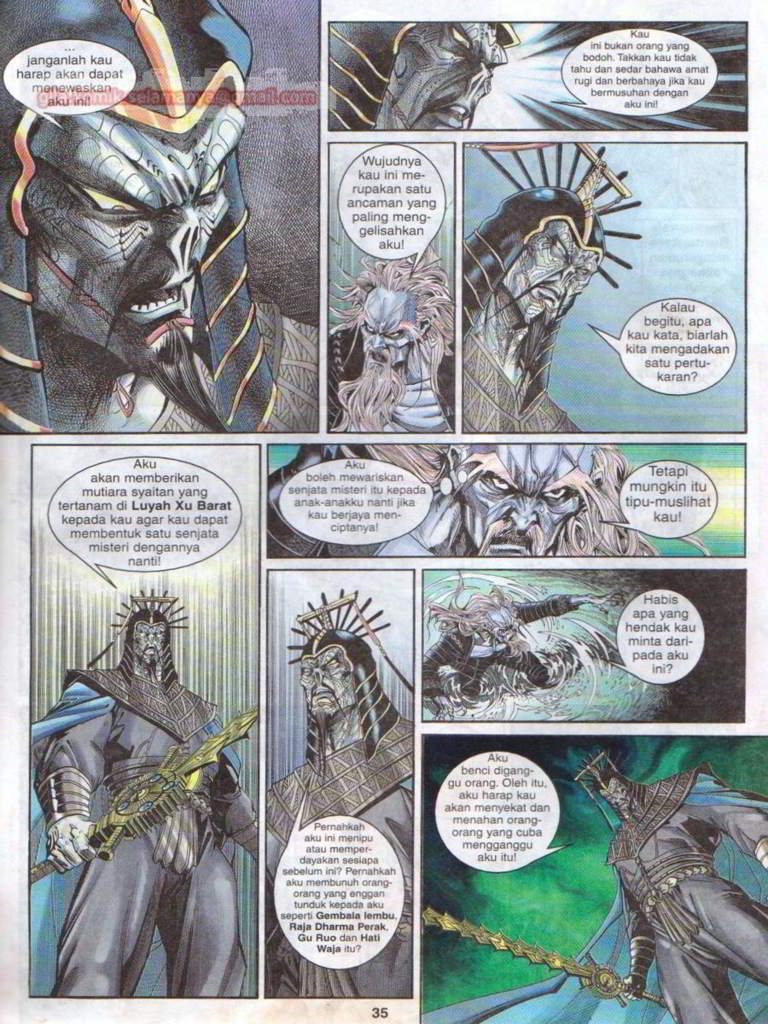 ...
janganlah kau
harap akan dapat
menewaskan
aku ini!
Kau
ini bukan orang yang
bodoh. Takkan kau tidak
tahu dan sedar bahawa amat
rugi dan berbahaya jika kau
bermusuhan dengan
aku ini!
Wujudnya
kau ini me-
rupakan satu
ancaman yang
paling meng-
gelisahkan
aku!
Kalau
begitu, apa
kau kata, biarlah
kita mengadakan
satu pertu-
karan?
Aku
akan memberikan
mutiara syaitan yang
tertanam di Luyah Xu Barat
kepada kau agar kau dapat
membentuk satu senjata
misteri dengannya
nanti!
Aku
boleh mewariskan
senjata misteri itu kepada
anak-anakku nanti jika
kau berjaya men-
ciptanya!
Tetapi
mungkin itu
tipu-muslihat
kau!
Pernahkah
aku ini menipu
atau memper-
dayakan sesiapa
sebelum ini? Pernahkah
aku membunuh orang-
orang yang enggan
tunduk kepada aku
seperti Gembala lembu,
Raja Dharma Perak,
Gu Ruo dan Hati
Waja itu?
Habis
apa yang
hendak kau
minta dari-
pada aku
ini?
Aku
benci digang-
gu orang. Oleh itu,
aku harap kau
akan menyekat dan
menahan orang-
orang yang cuba
mengganggu
aku itu!
35